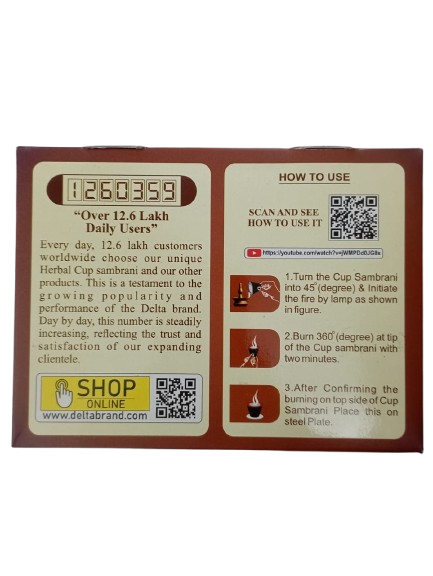 1260359
“Over 12.6 Lakh
Daily Users”
Every day, 12.6 lakh customers
worldwide choose our unique
Herbal Cup sambrani and our other
products. This is a testament to the
growing popularity and
performance of the Delta brand.
Day by day, this number is steadily
increasing, reflecting the trust and
satisfaction of our expanding
clientele.
SHOP
ONLINE
www.deltabrand.com
HOW TO USE
SCAN AND SEE
HOW TO USE IT
https://youtube.com/watch?v=jWMPDdDJG8s
1.Turn the Cup Sambrani
into 45°(degree) & Initiate
the fire by lamp as shown
in figure.
2.Burn 360°(degree) at tip
of the Cup sambrani with
two minutes.
3.After Confirming the
burning on top side of Cup
Sambrani Place this on
steel Plate.